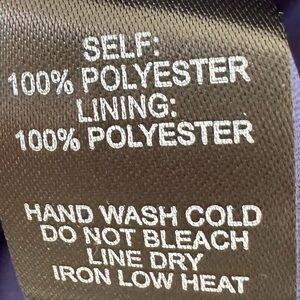 SELF:
100% POLYESTER
LINING:
100% POLYESTER
HAND WASH COLD
DO NOT BLEACH
LINE DRY
IRON LOW HEAT